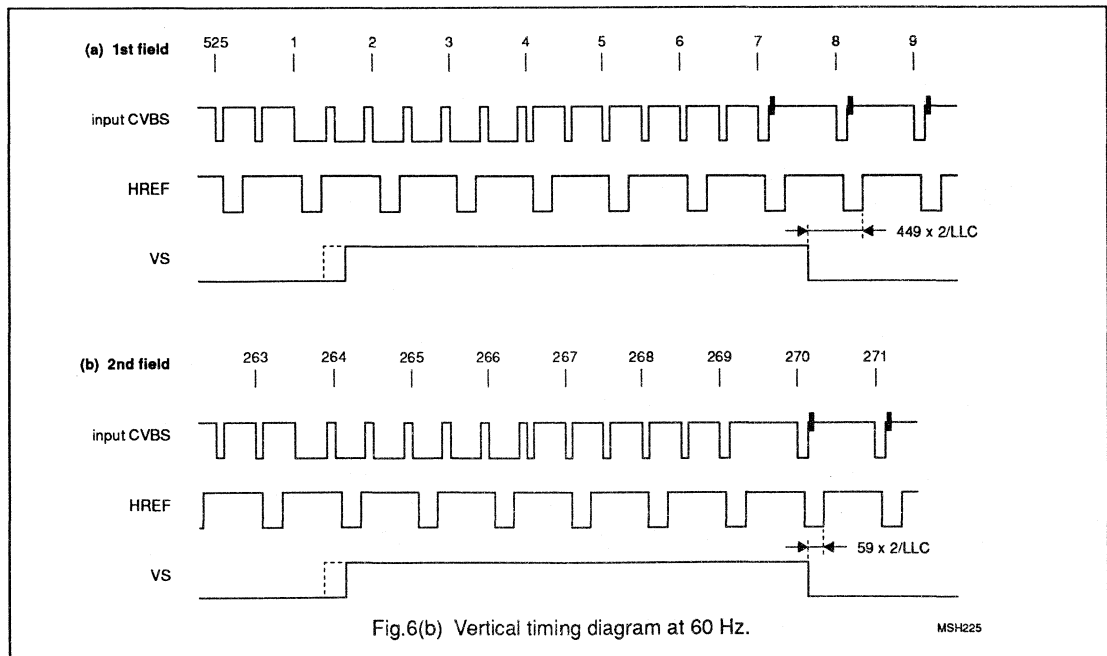 (a) 1st field 525 1 2 3 4 5 6 7 8 9
input CVBS
HREF
449 x 2/LLC
VS
(b) 2nd field 263 264 265 266 267 268 269 270 271
input CVBS
HREF
59 x 2/LLC
VS
Fig.6(b) Vertical timing diagram at 60 Hz.
MSH225